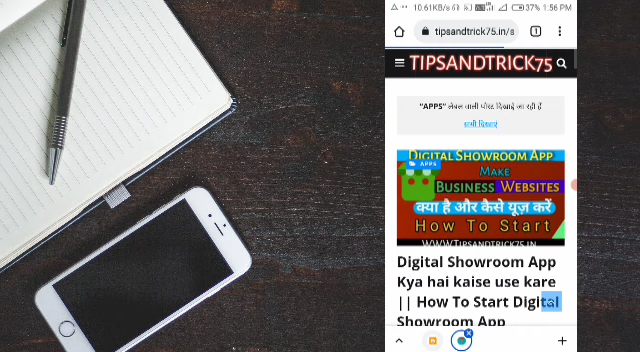 10.61KB/s 37% 1:56 PM
tipsandtrick75.in/s
TIPSANDTRICK75
"APPS" लेबल वाली पोस्ट दिखाई जा रही हैं
सभी दिखाएं
DIGITAL SHOWROOM APP
APPS
MAKE
BUSINESS WEBSITES
क्या है और कैसे यूज़ करें
How To Start
WWW.TIPSANDTRICK75.IN
Digital Showroom App
Kya hai kaise use kare
|| How To Start Digital
Showroom App